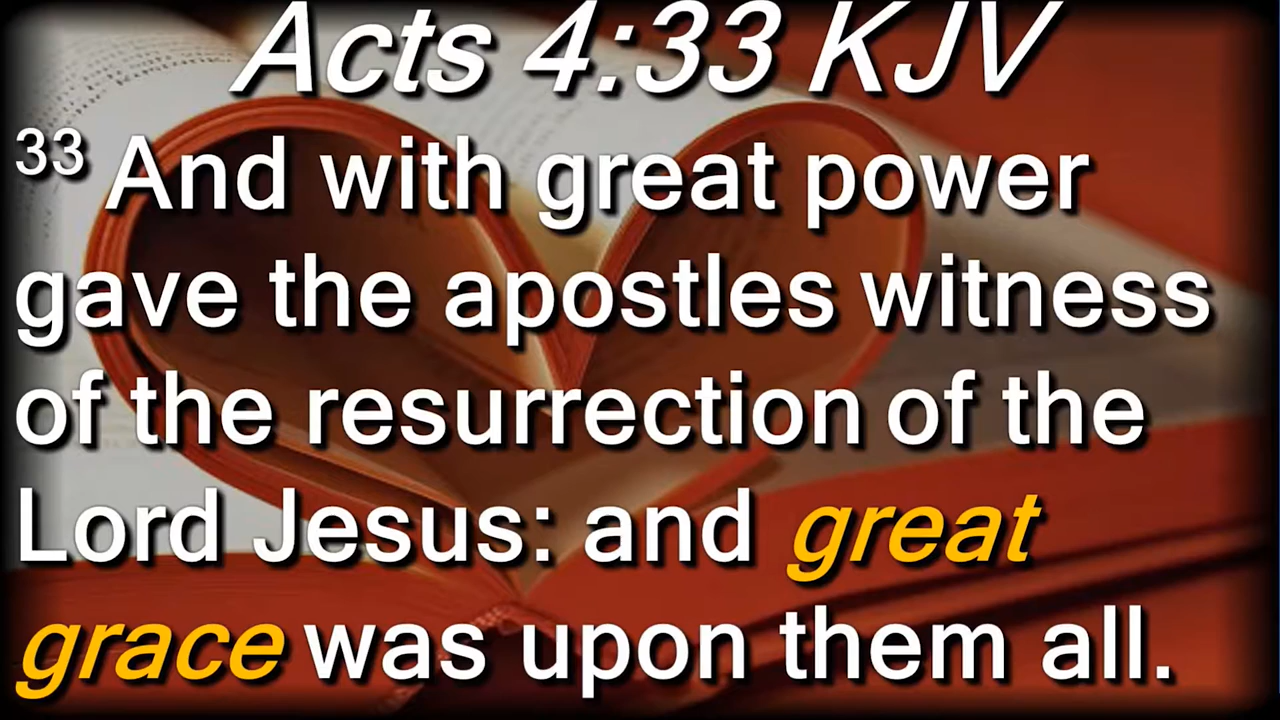 Acts 4:33 KJV
33 And with great power
gave the apostles witness
of the resurrection of the
Lord Jesus: and great
grace was upon them all.